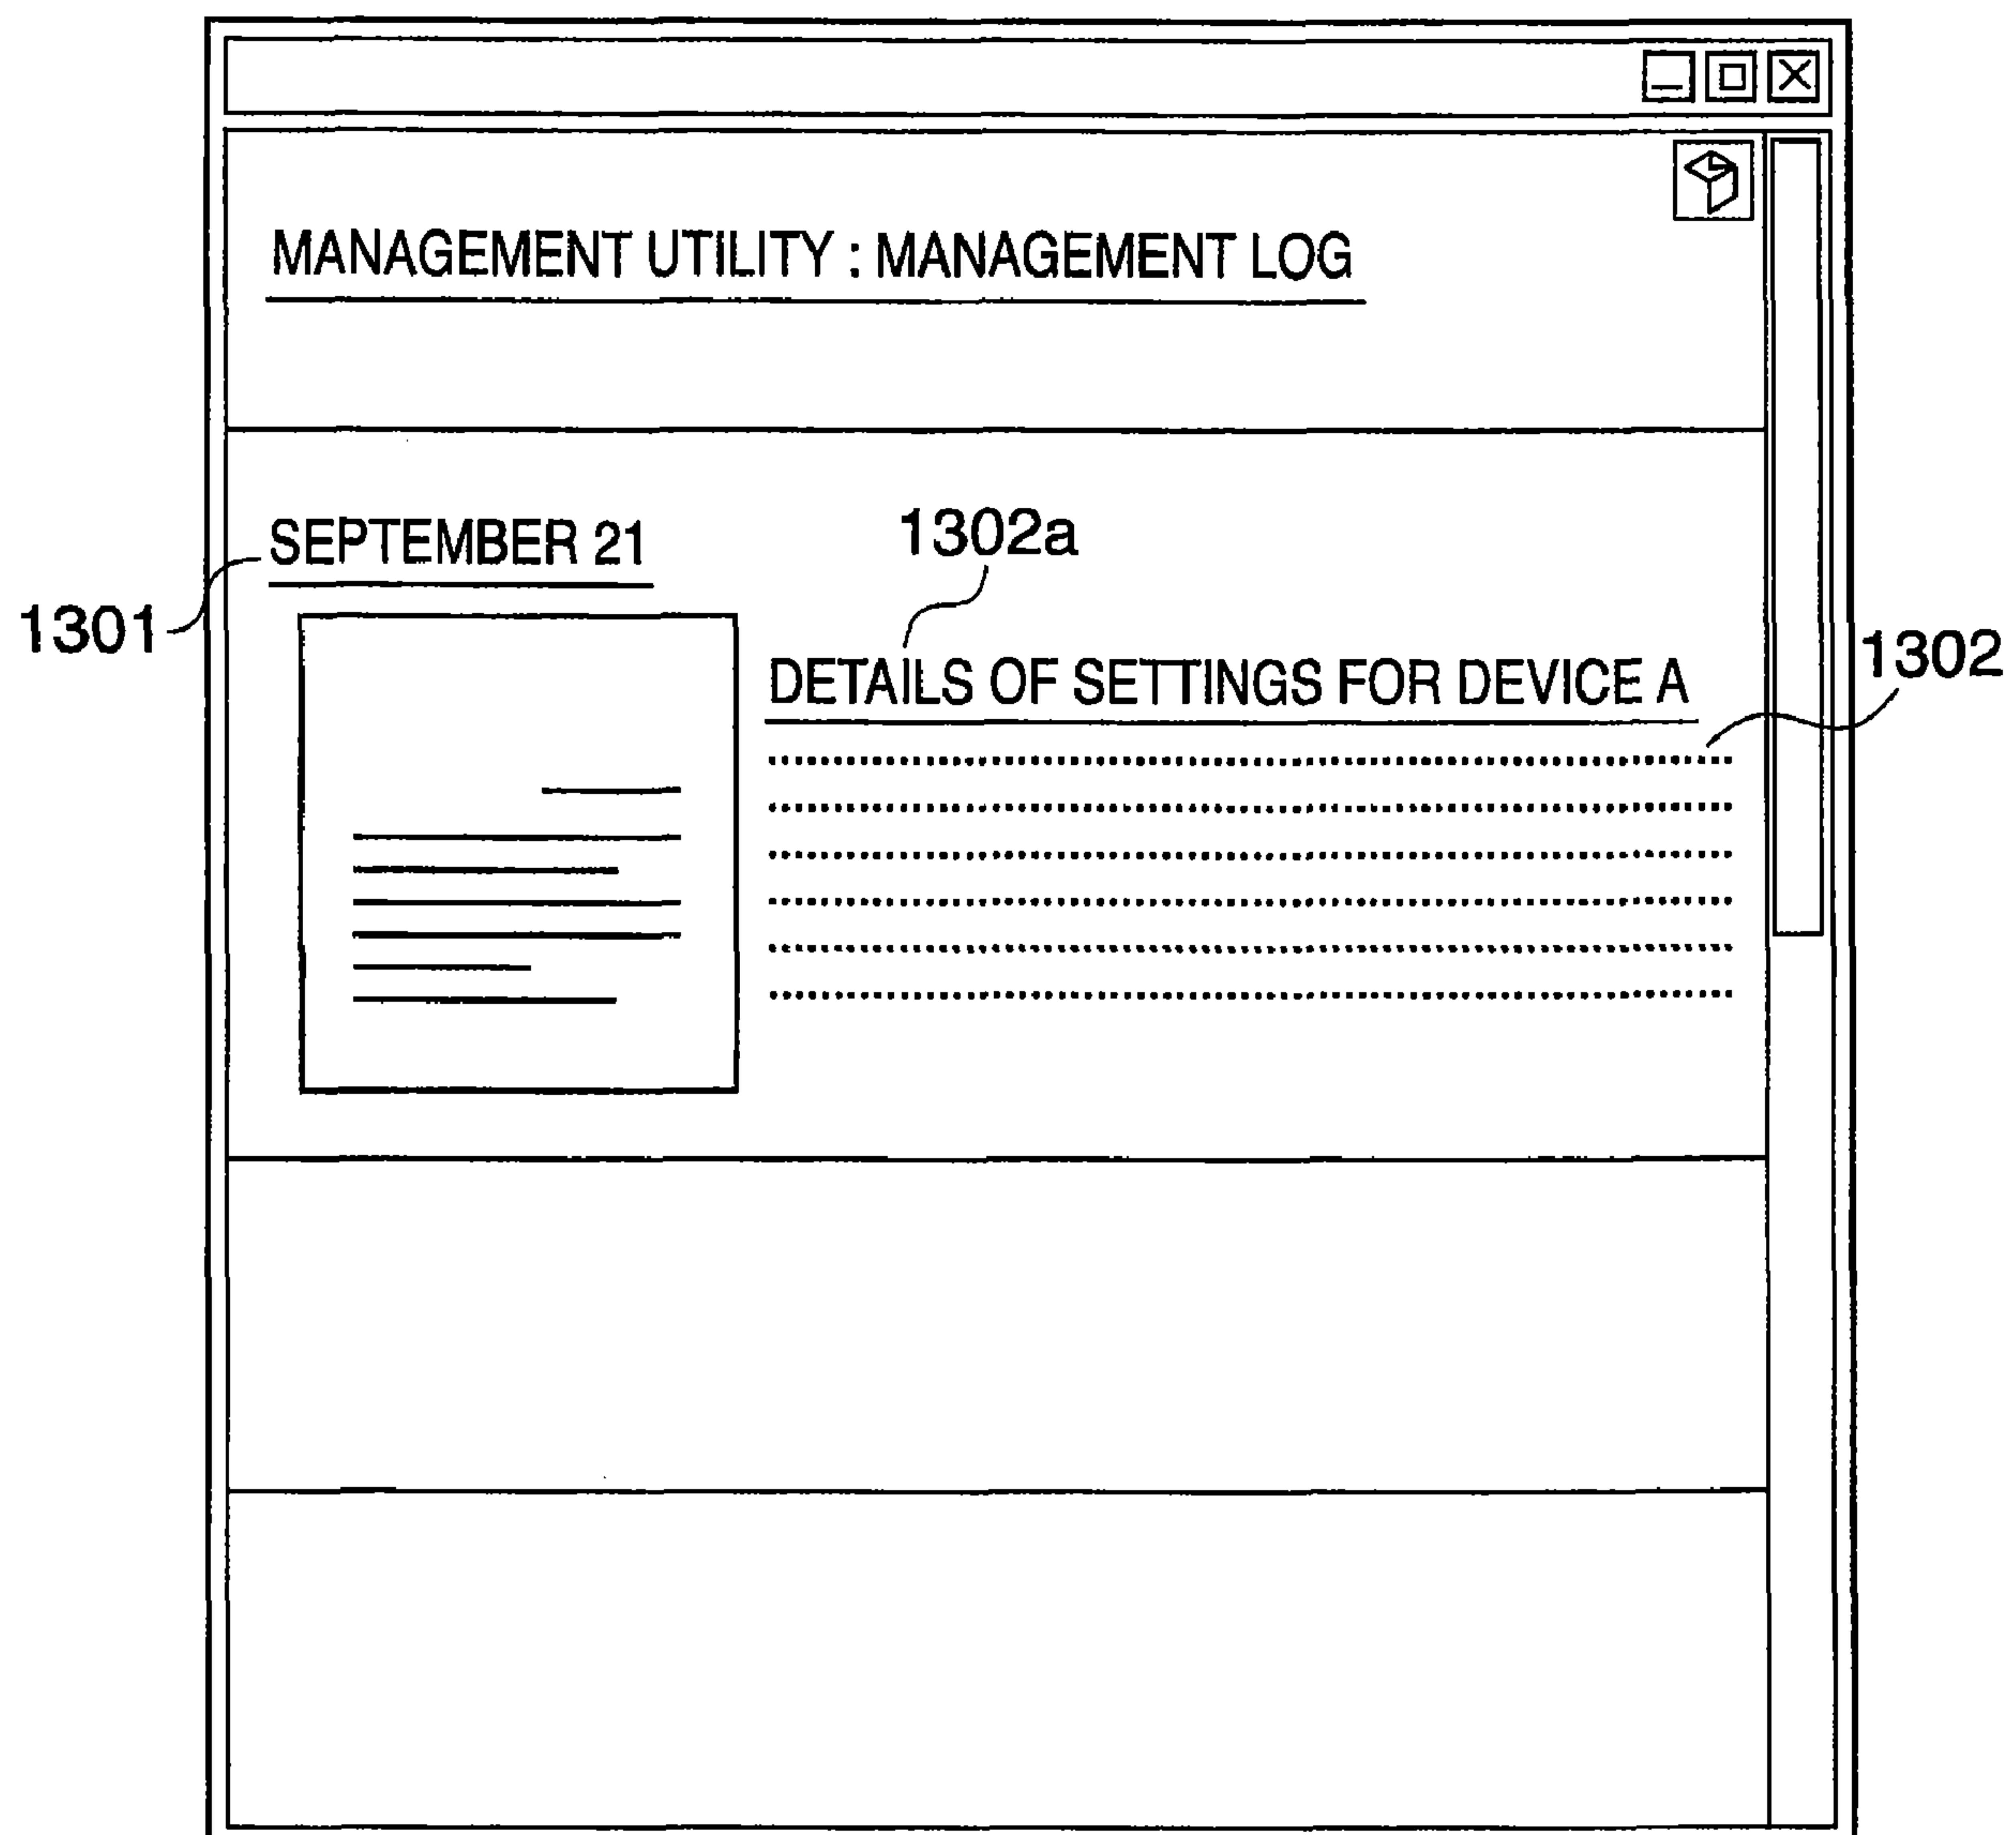 MANAGEMENT UTILITY : MANAGEMENT LOG
SEPTEMBER 21
1302a
1301
DETAILS OF SETTINGS FOR DEVICE A
1302